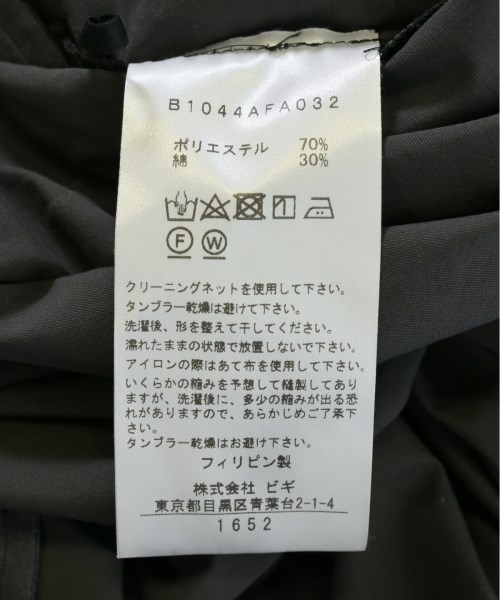 B1044AFA032
ポリエステル 70%
綿 30%
F W
クリーニングネットを使用して下さい。
タンブラー乾燥は避けて下さい。
洗濯後、形を整えて干してください。
濡れたままの状態で放置しないで下さい。
アイロンの際はあて布を使用して下さい。
いくらかの縮みを予想して縫製してあり
ますが、洗濯後に、多少の縮みが出る恐
れがありますので、あらかじめご了承
下さい。
タンブラー乾燥はお避け下さい。
フィリピン製
株式会社 ビギ
東京都目黒区青葉台2-1-4
1652